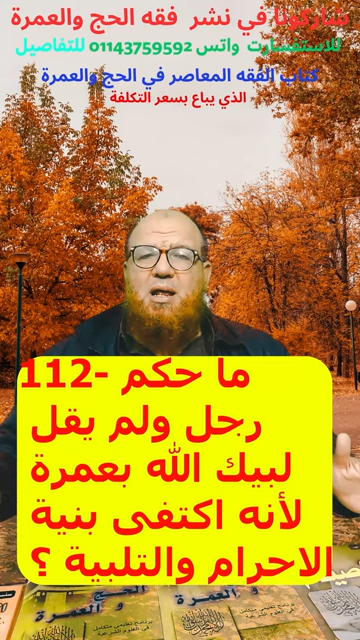 شاركونا في نشر فقه الحج والعمرة
للاستفسارت واتس 01143759592 للتفاصيل
كتاب الفقه المعاصر في الحج والعمرة
الذي يباع بسعر التكلفة
112- ما حكم
رجل ولم يقل
لبيك الله بعمرة
لأنه اكتفى بنية
الاحرام والتلبية ؟